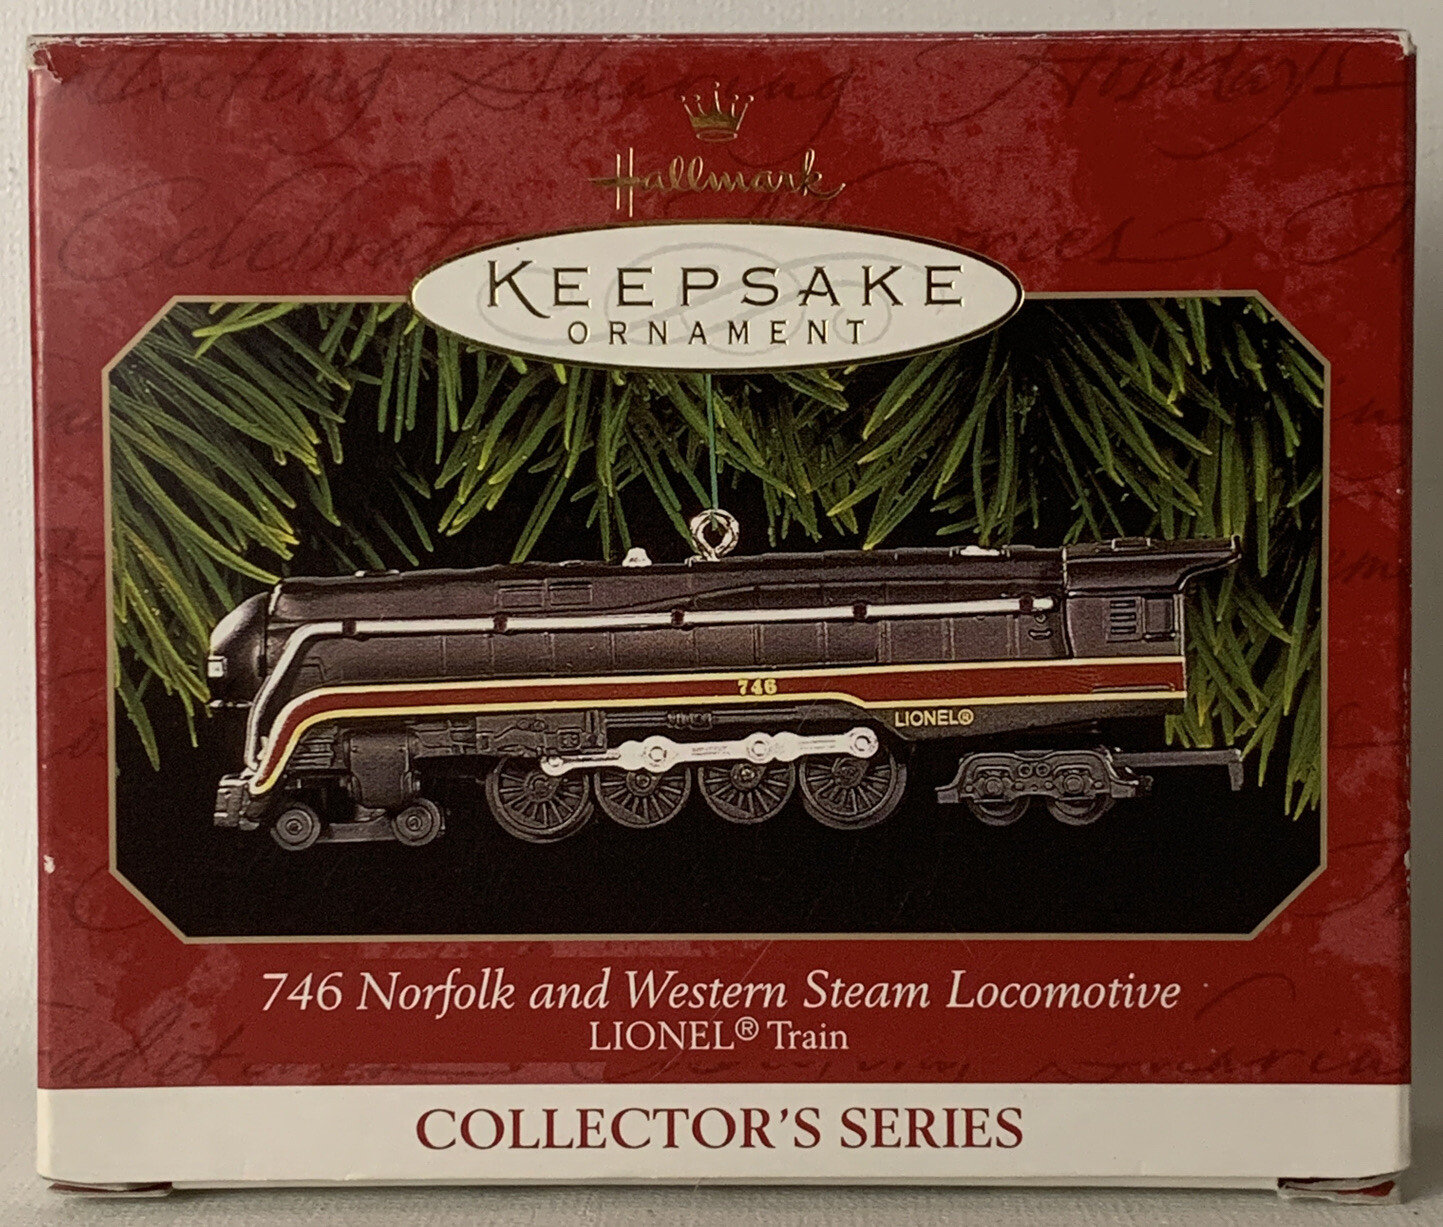 Hallmark
KEEPSAKE
ORNAMENT
746
LIONEL®
746 Norfolk and Western Steam Locomotive
LIONEL® Train
COLLECTOR'S SERIES